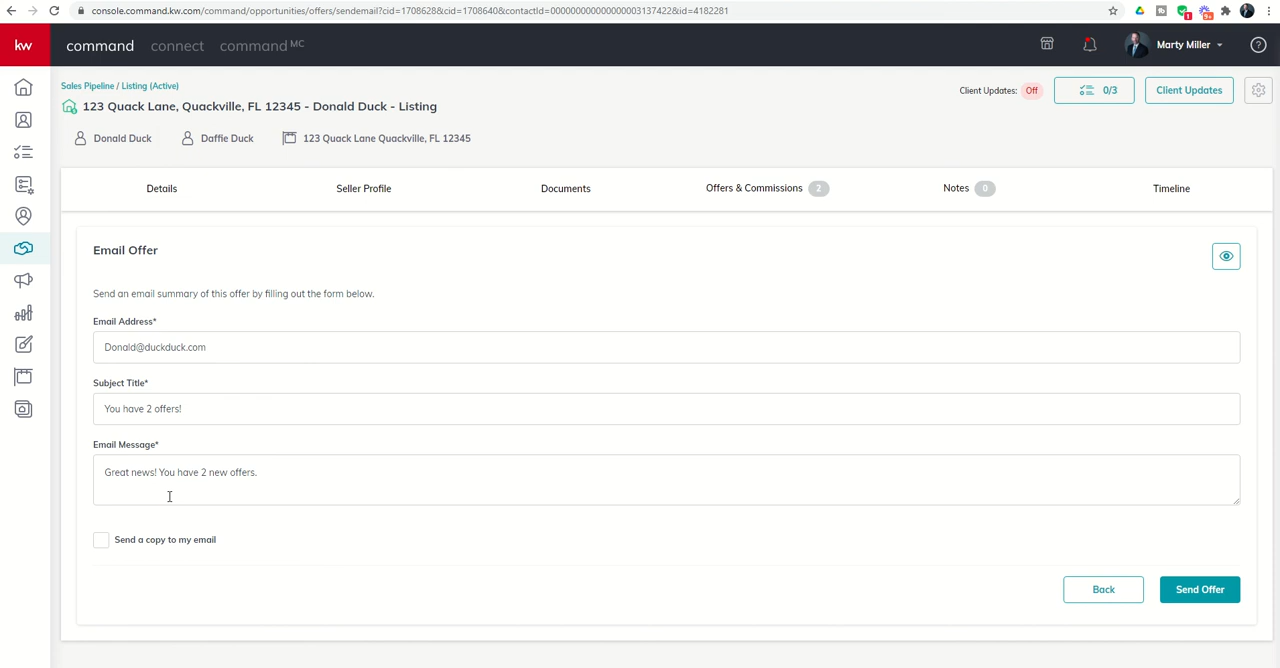 console.command.kw.com/command/opportunities/offers/sendemail?cid=1708628&cid=1708640&contactId=00000000000000003137422&id=4182281
1
9+
kw
command
connect
command MC
Marty Miller
?
Sales Pipeline / Listing (Active)
123 Quack Lane, Quackville, FL 12345 - Donald Duck - Listing
Client Updates: Off
0/3
Client Updates
Donald Duck
Daffie Duck
123 Quack Lane Quackville, FL 12345
Details
Seller Profile
Documents
Offers & Commissions 2
Notes 0
Timeline
Email Offer
Send an email summary of this offer by filling out the form below.
Email Address*
Donald@duckduck.com
Subject Title*
You have 2 offers!
Email Message*
Great news! You have 2 new offers.
Send a copy to my email
Back
Send Offer